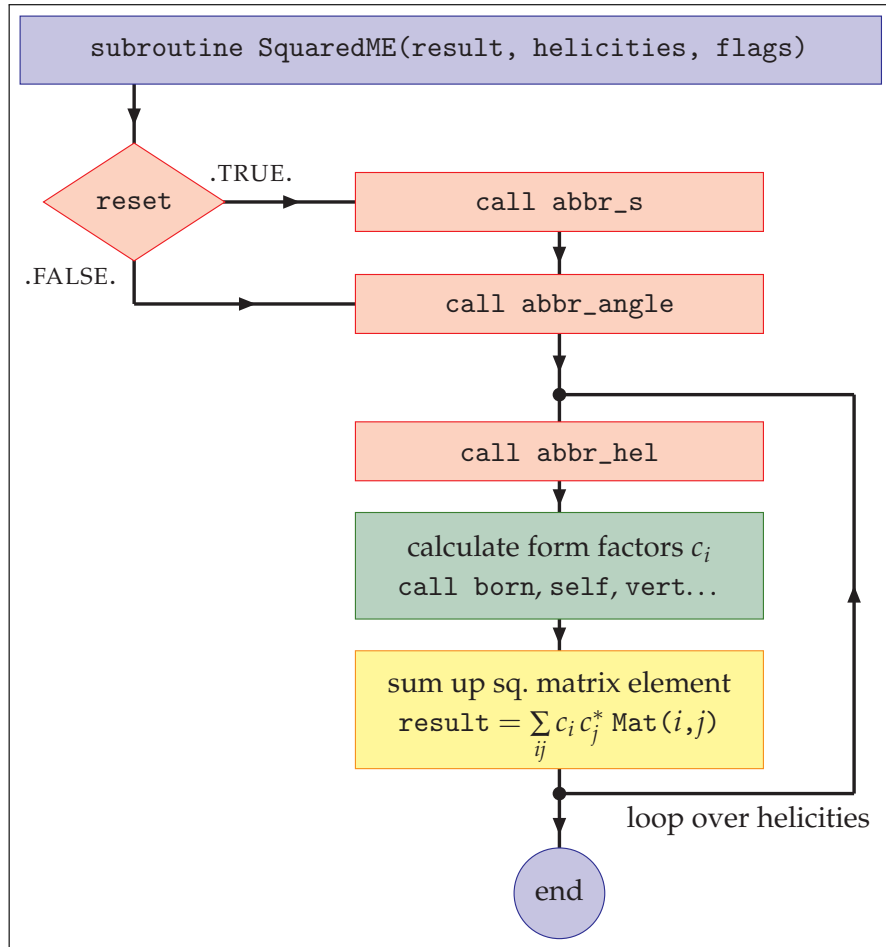 subroutine SquaredME(result, helicities, flags)
reset
.TRUE.
call abbr_s
.FALSE.
call abbr_angle
call abbr_hel
calculate form factors c_i
call born, self, vert...
sum up sq. matrix element
result = ∑_{ij} c_i c_j^* Mat(i,j)
loop over helicities
end